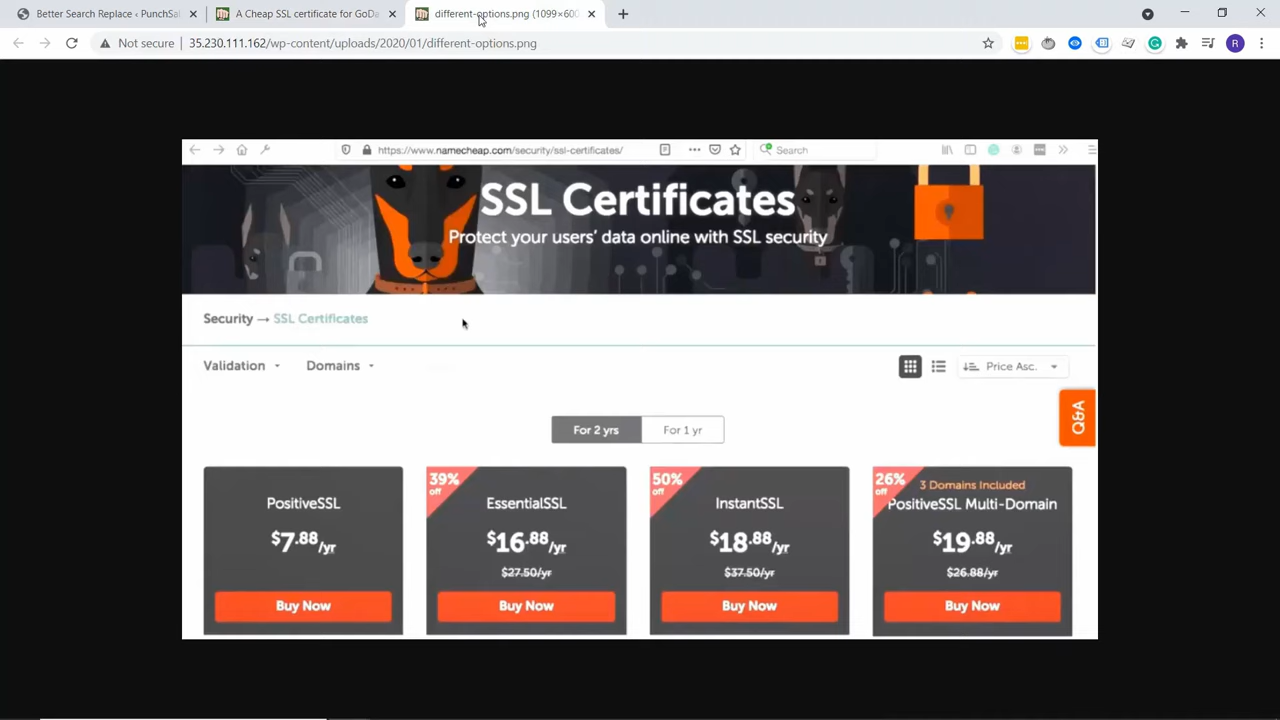 Better Search Replace ‹ PunchSal
A Cheap SSL certificate for GoDa
different-options.png (1099×600
Not secure
35.230.111.162/wp-content/uploads/2020/01/different-options.png
R
https://www.namecheap.com/security/ssl-certificates/
Search
SSL Certificates
Protect your users' data online with SSL security
Security → SSL Certificates
Validation
Domains
Price Asc.
Q&A
For 2 yrs
For 1 yr
PositiveSSL
$7.88/yr
Buy Now
39% off
EssentialSSL
$16.88/yr
$27.50/yr
Buy Now
50% off
InstantSSL
$18.88/yr
$37.50/yr
Buy Now
26% off
3 Domains Included
PositiveSSL Multi-Domain
$19.88/yr
$26.88/yr
Buy Now